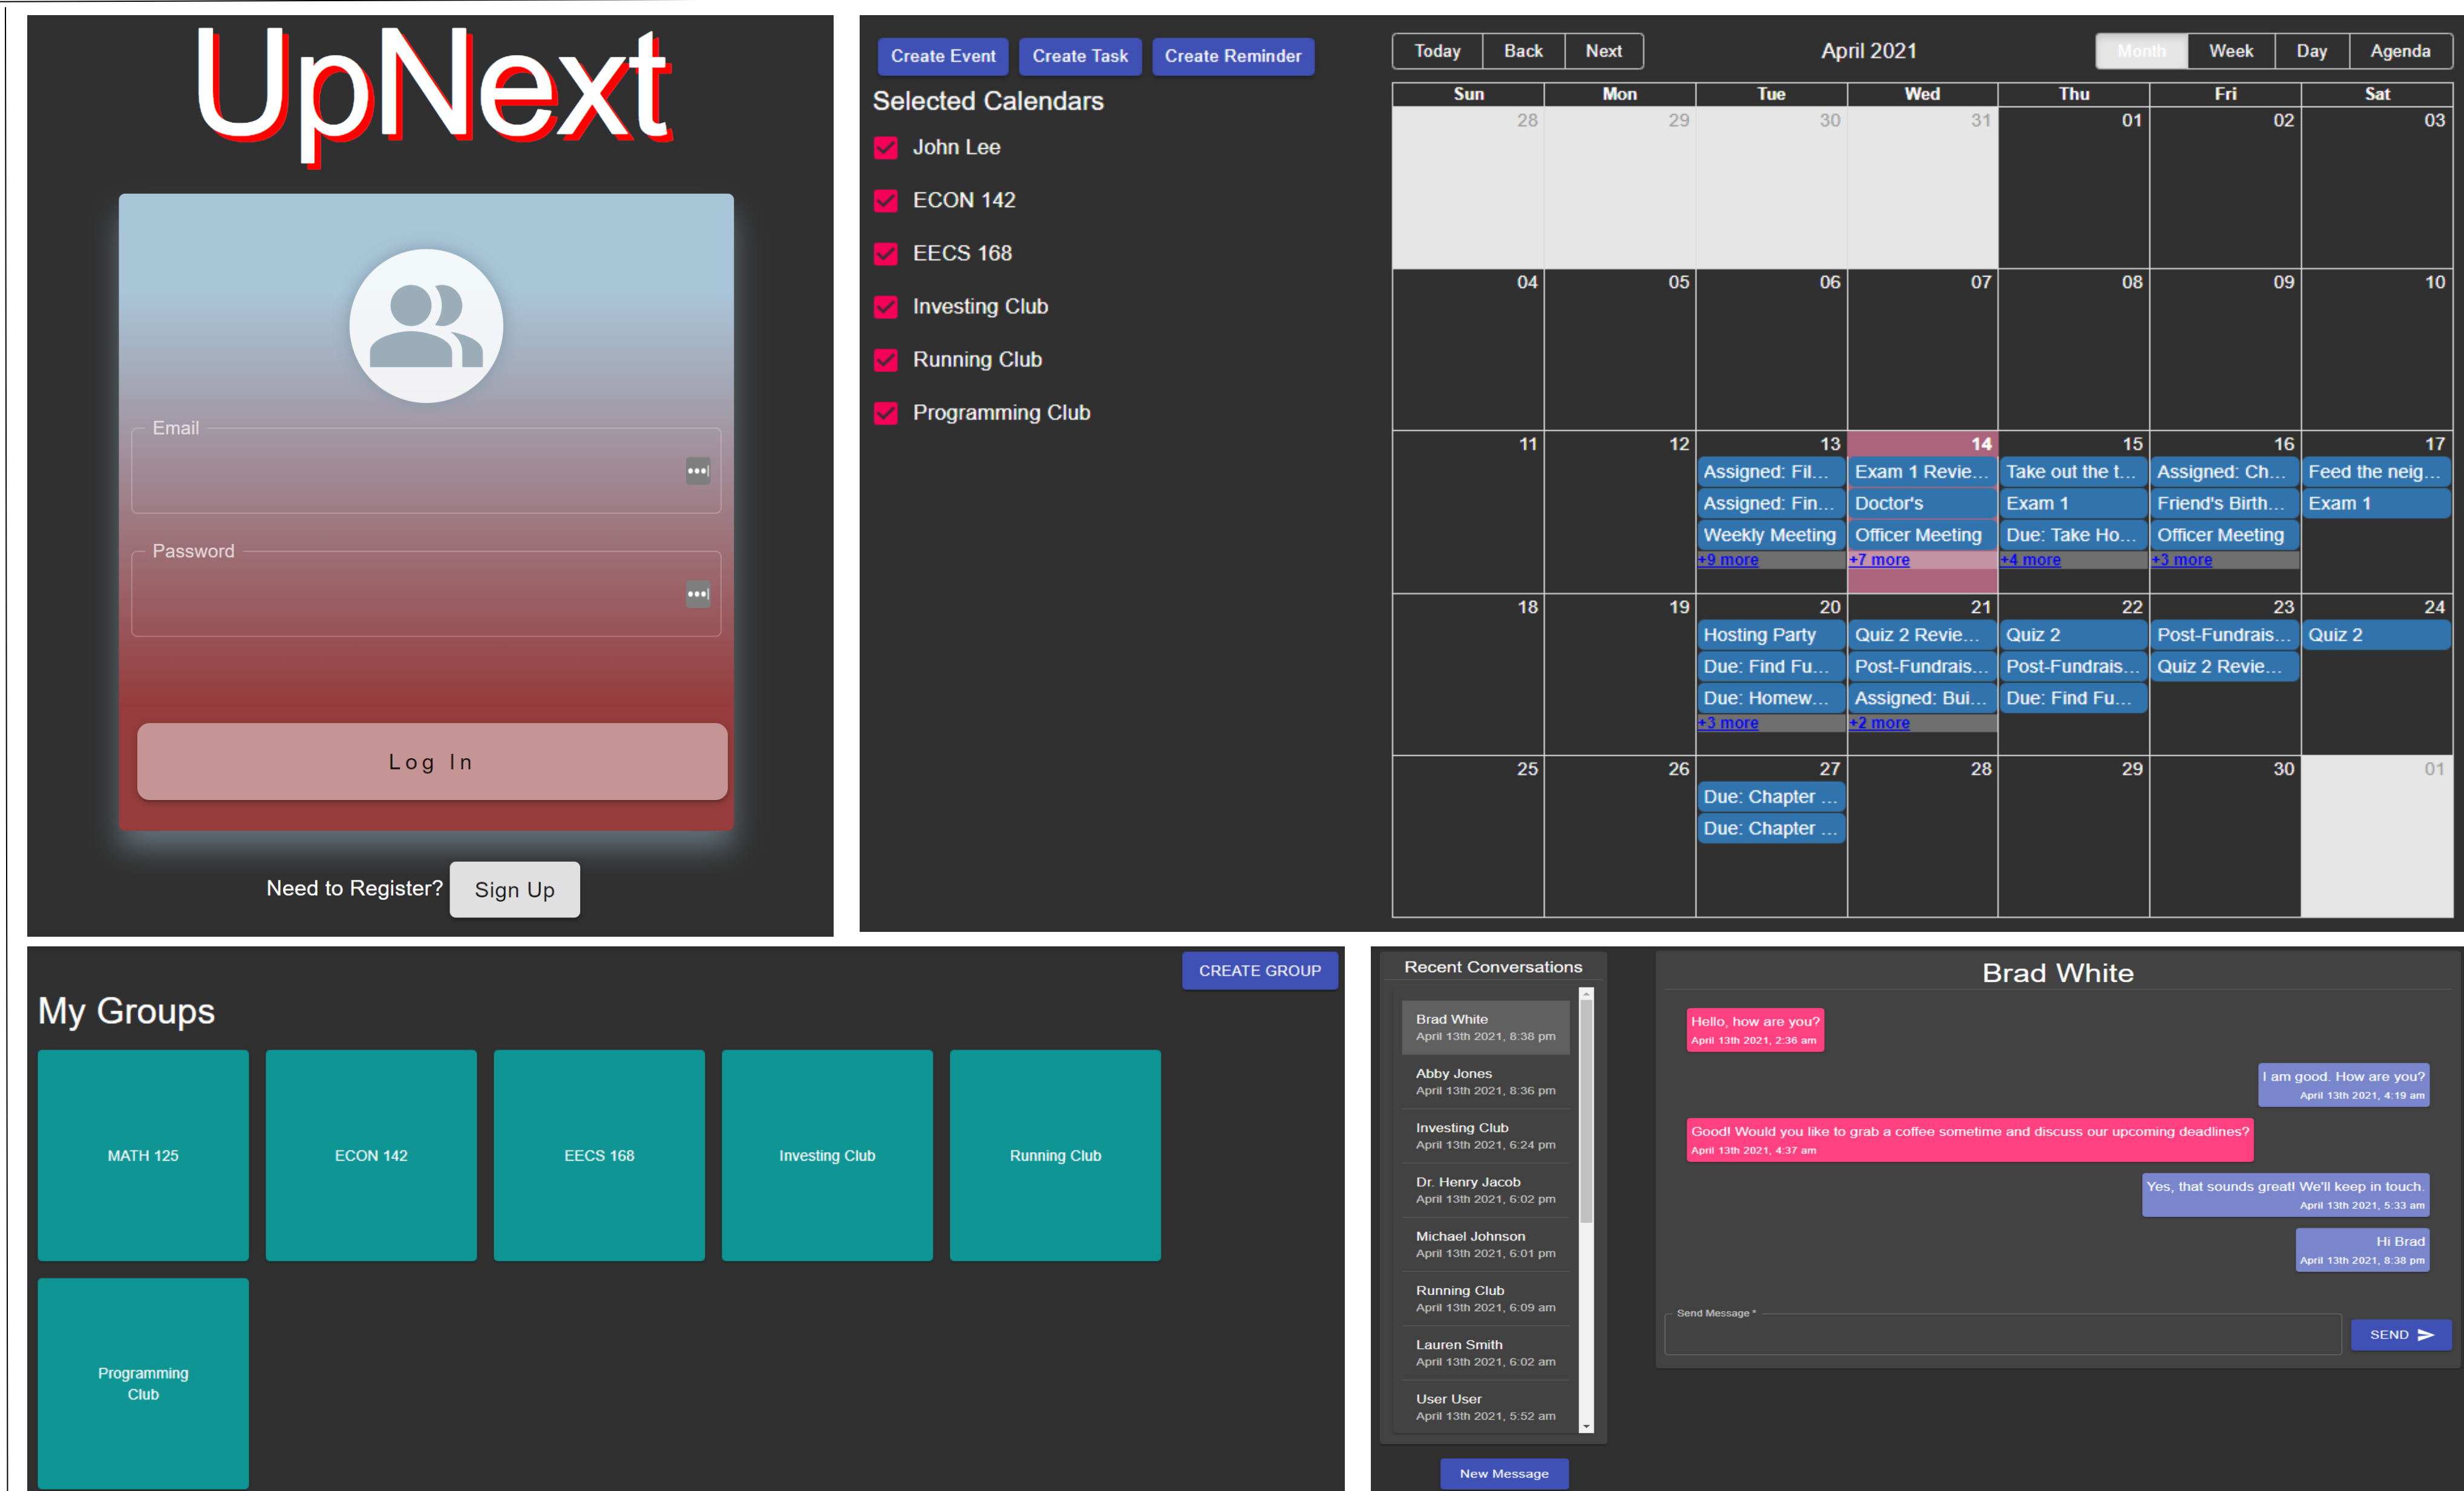 UpNext
Email
Password
Log In
Need to Register? Sign Up
Create Event Create Task Create Reminder
Selected Calendars
John Lee
ECON 142
EECS 168
Investing Club
Running Club
Programming Club
Today Back Next April 2021 Month Week Day Agenda
Sun Mon Tue Wed Thu Fri Sat
28 29 30 31 01 02 03
04 05 06 07 08 09 10
11 12 13 14 15 16 17
Assigned: Fil... Exam 1 Revie... Take out the t... Assigned: Ch... Feed the neig...
Assigned: Fin... Doctor's Exam 1 Friend's Birth... Exam 1
Weekly Meeting Officer Meeting Due: Take Ho... Officer Meeting
+9 more +7 more +4 more +3 more
18 19 20 21 22 23 24
Hosting Party Quiz 2 Revie... Quiz 2 Post-Fundrais... Quiz 2
Due: Find Fu... Post-Fundrais... Post-Fundrais... Quiz 2 Revie...
Due: Homew... Assigned: Bui... Due: Find Fu...
+3 more +2 more
25 26 27 28 29 30 01
Due: Chapter ...
Due: Chapter ...
CREATE GROUP
My Groups
MATH 125 ECON 142 EECS 168 Investing Club Running Club
Programming
Club
Recent Conversations
Brad White
April 13th 2021, 8:38 pm
Abby Jones
April 13th 2021, 8:36 pm
Investing Club
April 13th 2021, 6:24 pm
Dr. Henry Jacob
April 13th 2021, 6:02 pm
Michael Johnson
April 13th 2021, 6:01 pm
Running Club
April 13th 2021, 6:09 am
Lauren Smith
April 13th 2021, 6:02 am
User User
April 13th 2021, 5:52 am
New Message
Brad White
Hello, how are you?
April 13th 2021, 2:36 am
I am good. How are you?
April 13th 2021, 4:19 am
Good! Would you like to grab a coffee sometime and discuss our upcoming deadlines?
April 13th 2021, 4:37 am
Yes, that sounds great! We'll keep in touch.
April 13th 2021, 5:33 am
Hi Brad
April 13th 2021, 8:38 pm
Send Message *
SEND